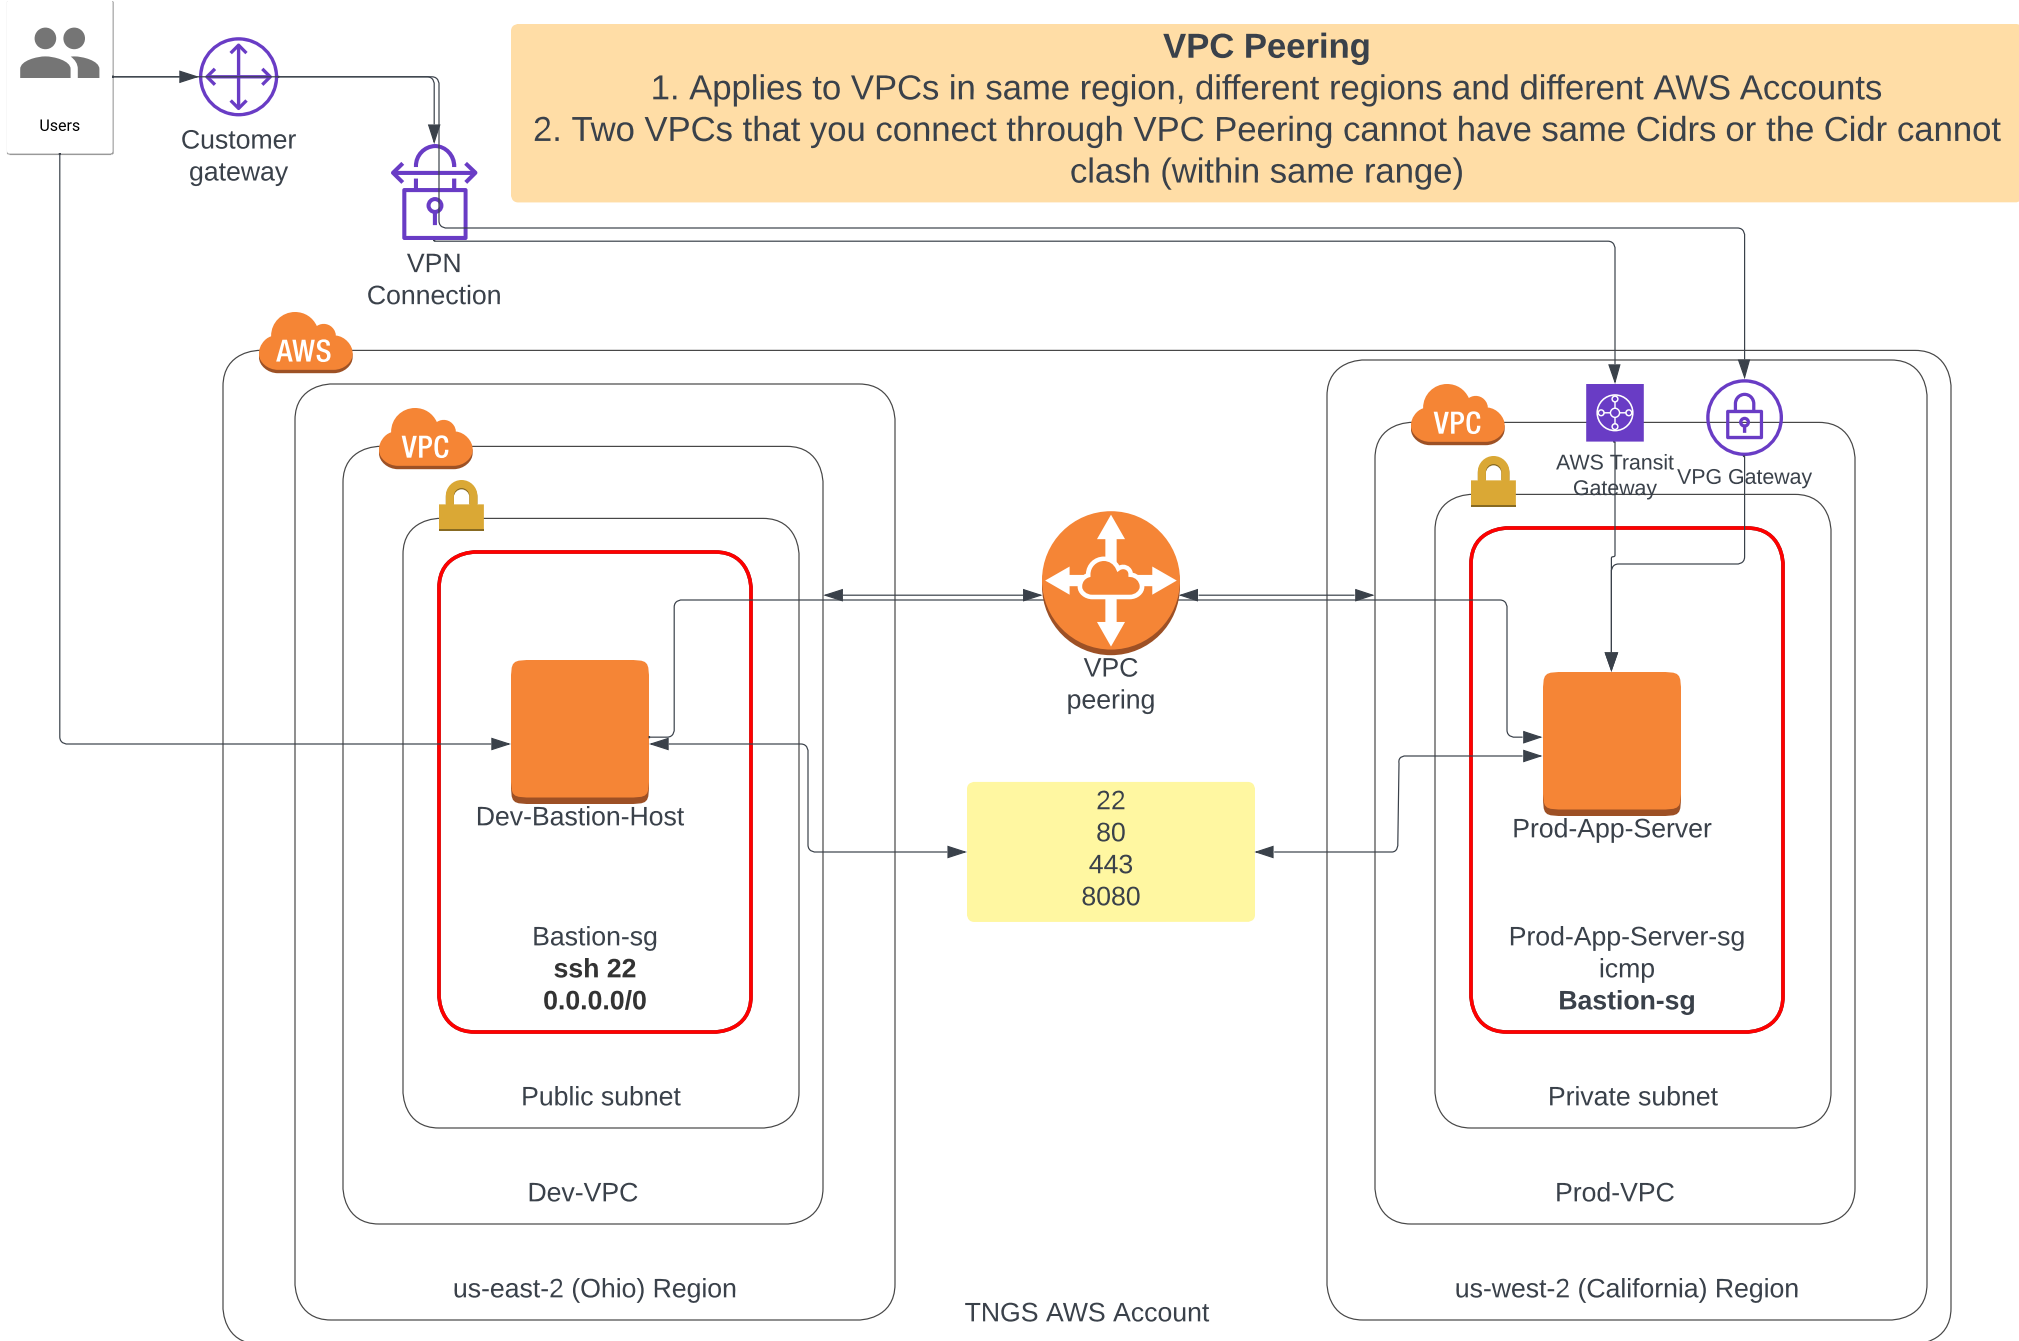 Users
Customer
gateway
VPC Peering
1. Applies to VPCs in same region, different regions and different AWS Accounts
2. Two VPCs that you connect through VPC Peering cannot have same Cidrs or the Cidr cannot
clash (within same range)
VPN
Connection
AWS
VPC
VPC
AWS Transit
Gateway
VPG Gateway
VPC
peering
Dev-Bastion-Host
Prod-App-Server
22
80
443
8080
Bastion-sg
ssh 22
0.0.0.0/0
Prod-App-Server-sg
icmp
Bastion-sg
Public subnet
Private subnet
Dev-VPC
Prod-VPC
us-east-2 (Ohio) Region
us-west-2 (California) Region
TNGS AWS Account